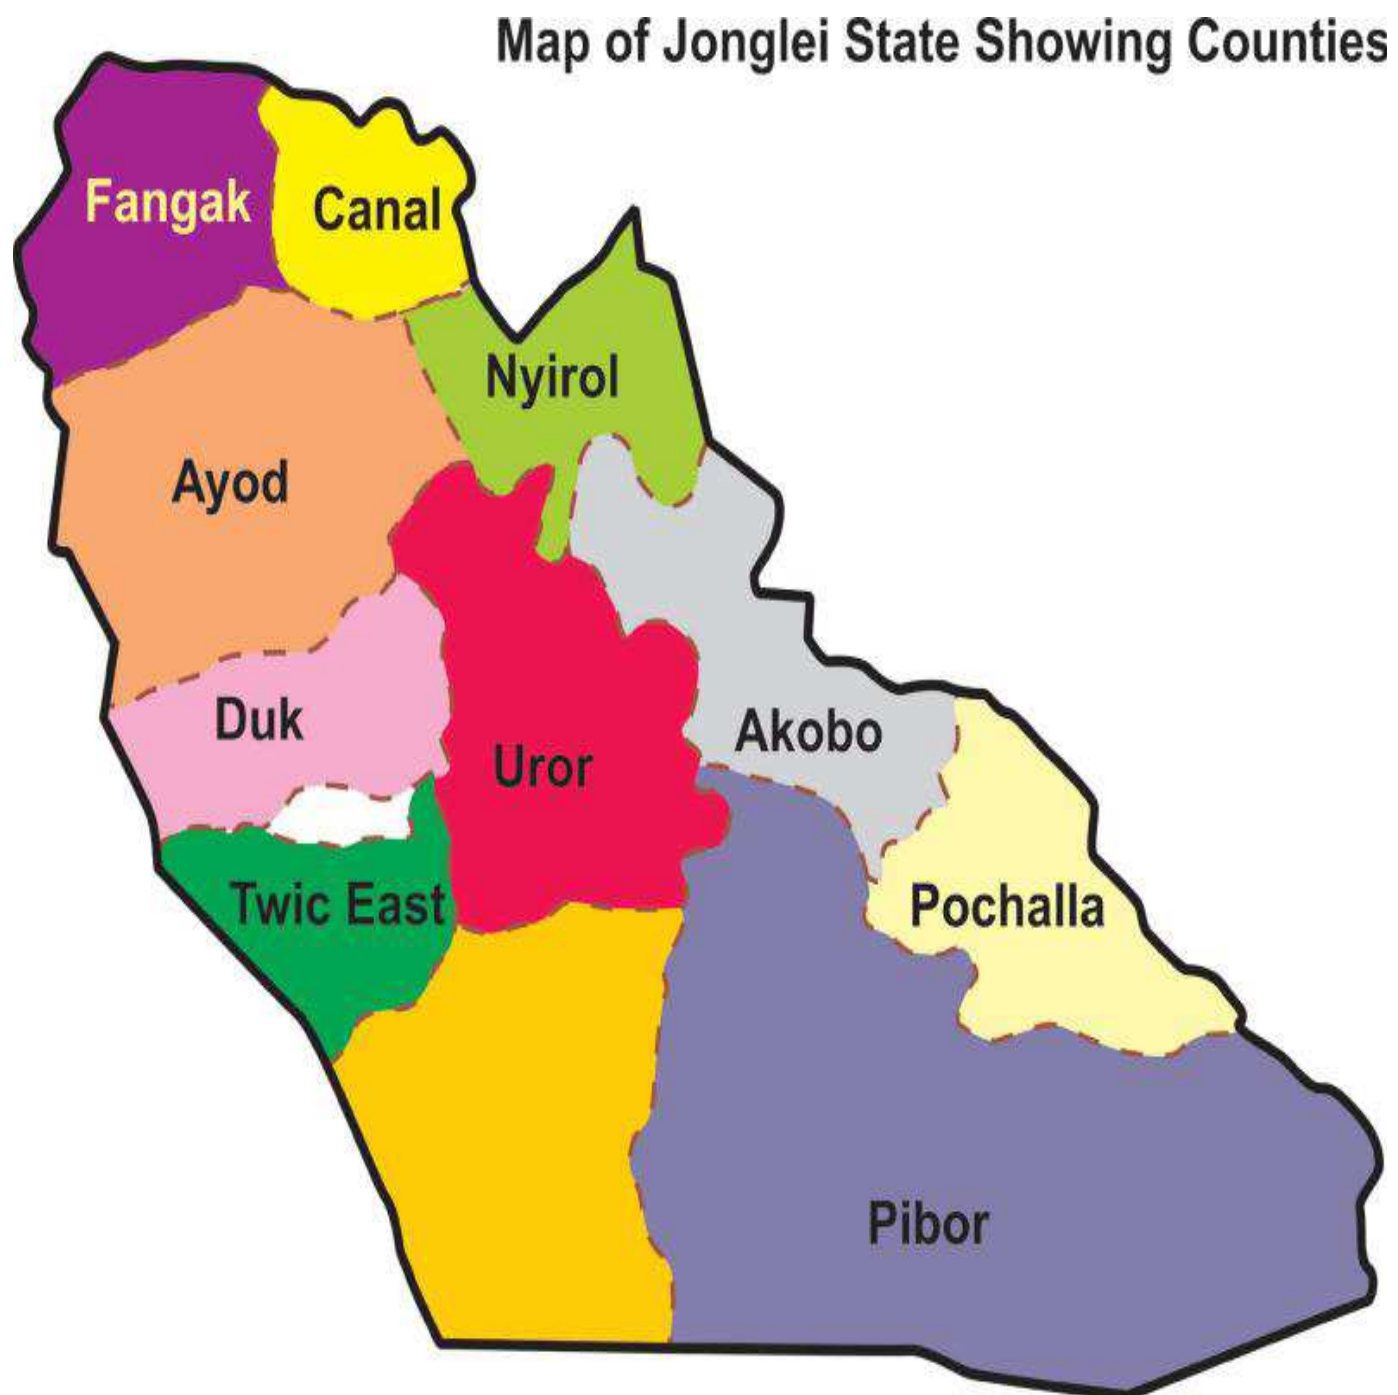 Map of Jonglei State Showing Counties
Fangak
Canal
Nyirol
Ayod
Duk
Uror
Akobo
Twic East
Pochalla
Pibor